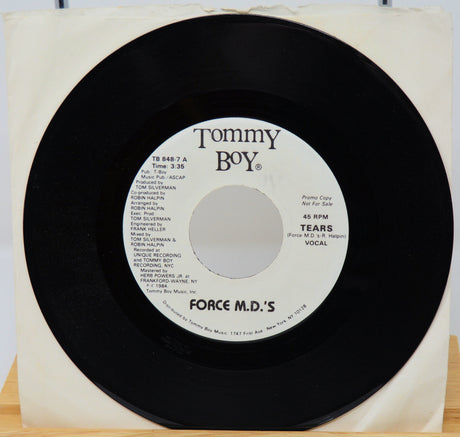 Tommy
Boy®
TB 848-7 A
Time: 3:35
Pub.: T-Boy
Music Pub./ASCAP
Produced by
TOM SILVERMAN
Co-produced by
ROBIN HALPIN
Arranged by
ROBIN HALPIN
Exec. Prod.
TOM SILVERMAN
Engineered by
FRANK HELLER
Mixed by
TOM SILVERMAN &
ROBIN HALPIN
Recorded at
UNIQUE RECORDING
and TOMMY BOY
RECORDING, NYC
Mastered by
HERB POWERS JR. at
FRANKFORD-WAYNE, NY
℗ © 1984,
Tommy Boy Music, Inc.
Promo Copy
Not For Sale
45 RPM
TEARS
(Force M.D.'s-R. Halpin)
VOCAL
FORCE M.D.'S
Distributed by Tommy Boy Music: 1747 First Ave. New York, NY 10128